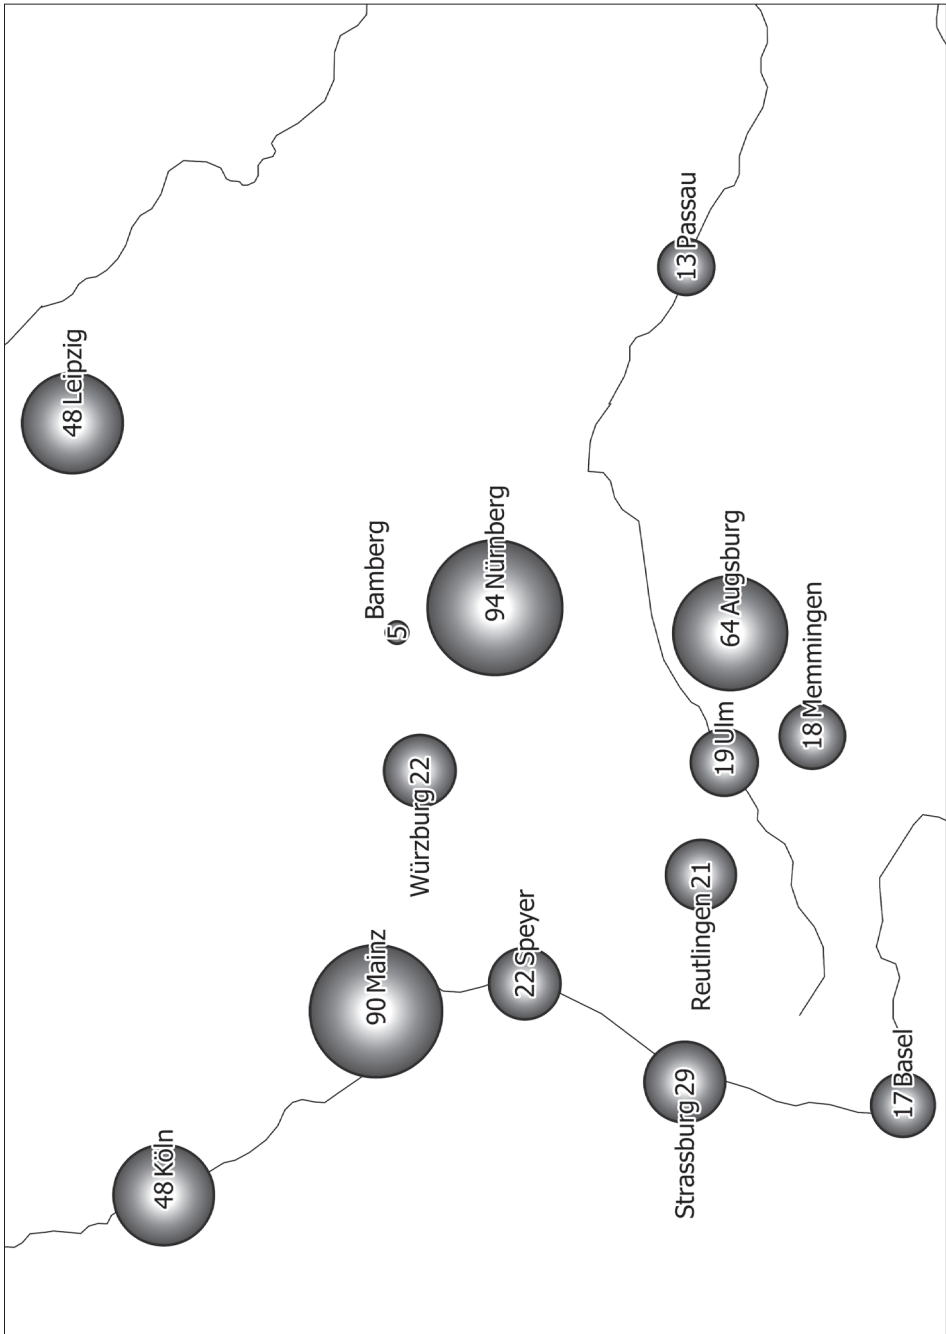 48 Leipzig
48 Köln
Bamberg
5
90 Mainz
Würzburg 22
94 Nürnberg
22 Speyer
13 Passau
Strassburg 29
Reutlingen 21
19 Ulm
64 Augsburg
18 Memmingen
17 Basel